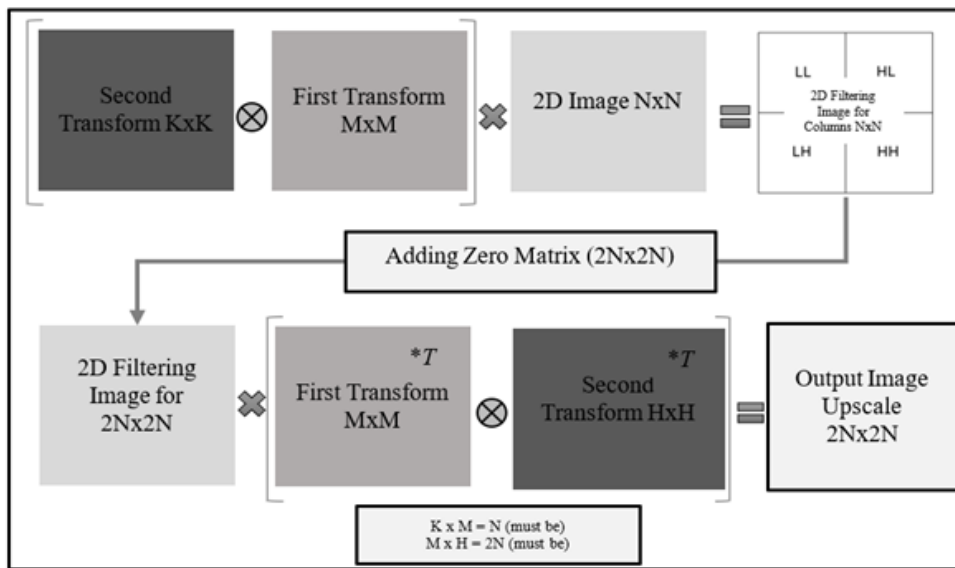 Second
Transform KxK
First Transform
MxM
2D Image NxN
LL
HL
2D Filtering
Image for
Columns NxN
LH
HH
Adding Zero Matrix (2Nx2N)
2D Filtering
Image for
2Nx2N
*T
First Transform
MxM
*T
Second
Transform HxH
Output Image
Upscale
2Nx2N
K x M = N (must be)
M x H = 2N (must be)